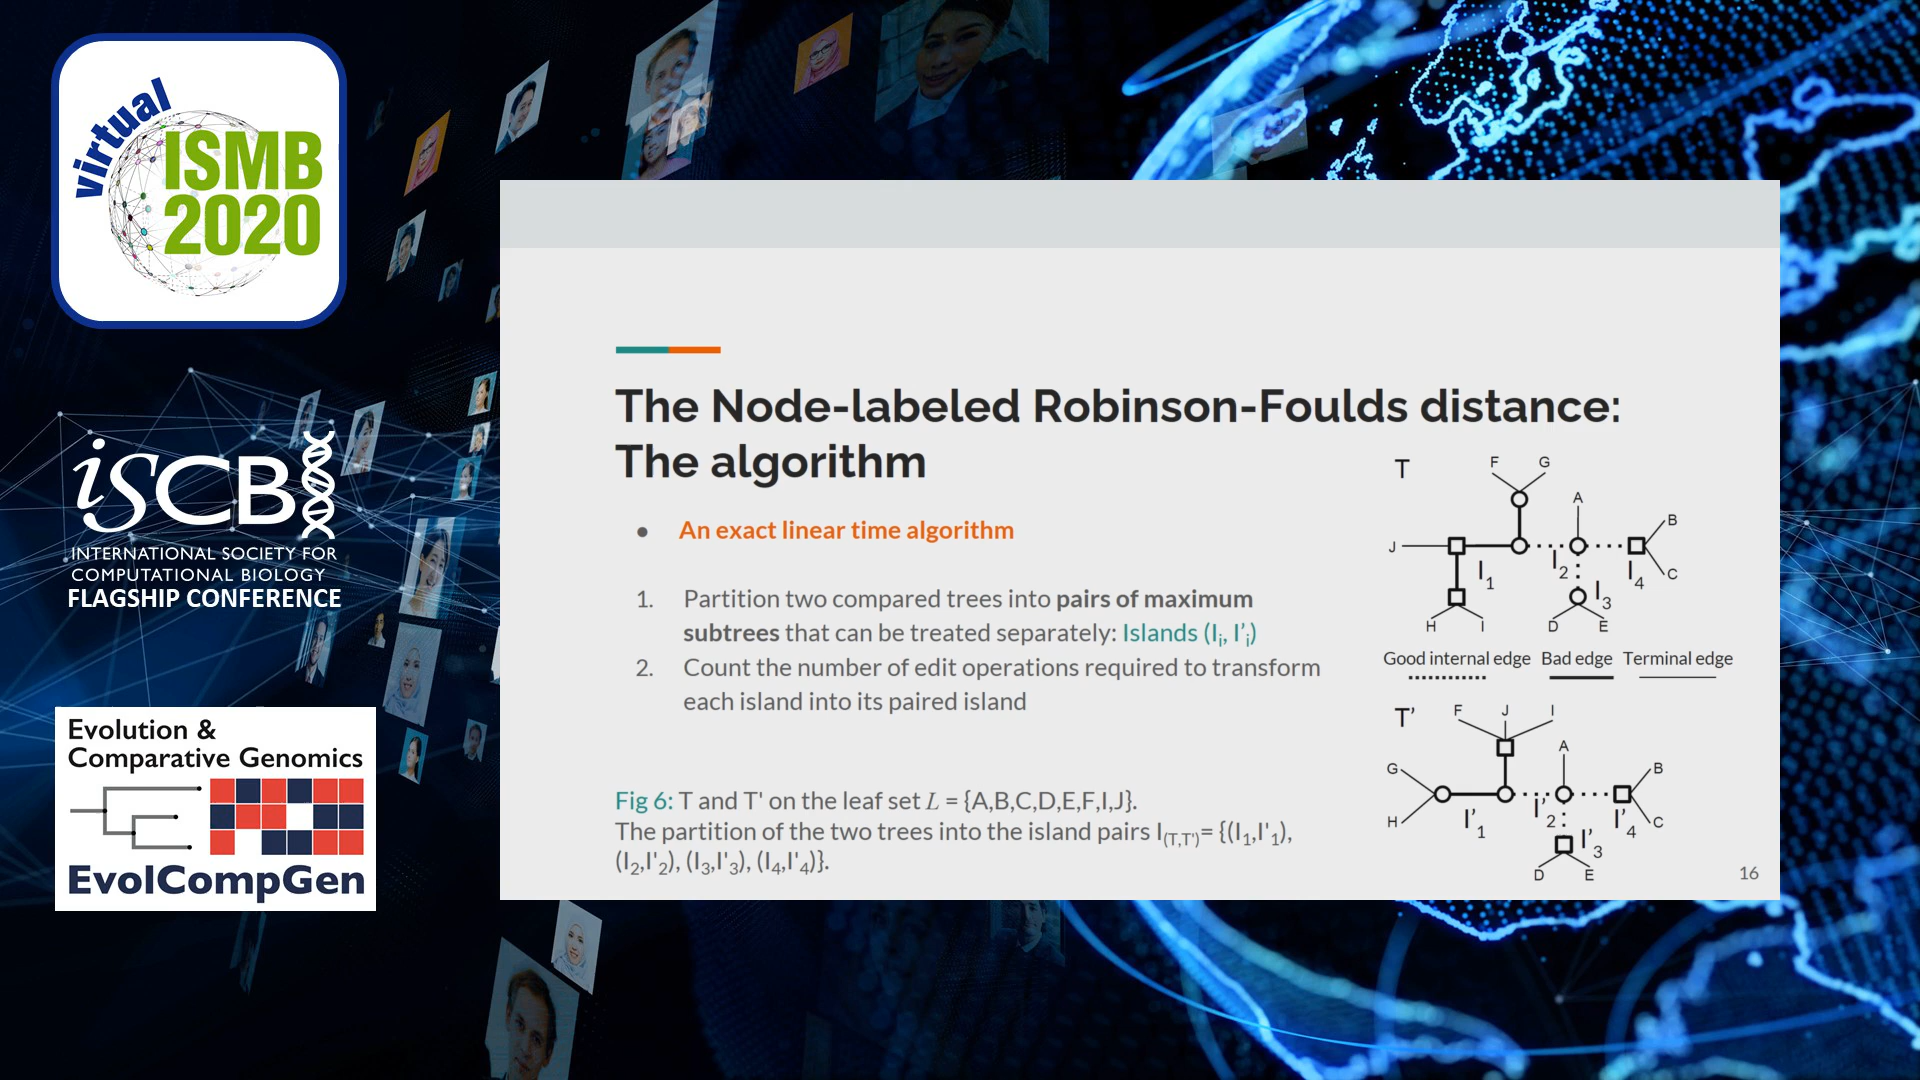 virtual
ISMB
2020
iSCB
INTERNATIONAL SOCIETY FOR
COMPUTATIONAL BIOLOGY
FLAGSHIP CONFERENCE
Evolution &
Comparative Genomics
EvolCompGen
The Node-labeled Robinson-Foulds distance:
The algorithm
● An exact linear time algorithm
1. Partition two compared trees into pairs of maximum
subtrees that can be treated separately: Islands (Ii, I'i)
2. Count the number of edit operations required to transform
each island into its paired island
Fig 6: T and T' on the leaf set L = {A,B,C,D,E,F,I,J}.
The partition of the two trees into the island pairs I(T,T')= {(I1,I'1),
(I2,I'2), (I3,I'3), (I4,I'4)}.
T
F G
A
B
J
I1
I2
I4
C
I3
H I
D E
Good internal edge Bad edge Terminal edge
T'
F J I
A
G
B
I'1
I'2
I'4
H
C
I'3
D E
16